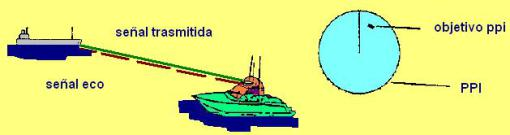 señal trasmitida
señal eco
objetivo ppi
PPI